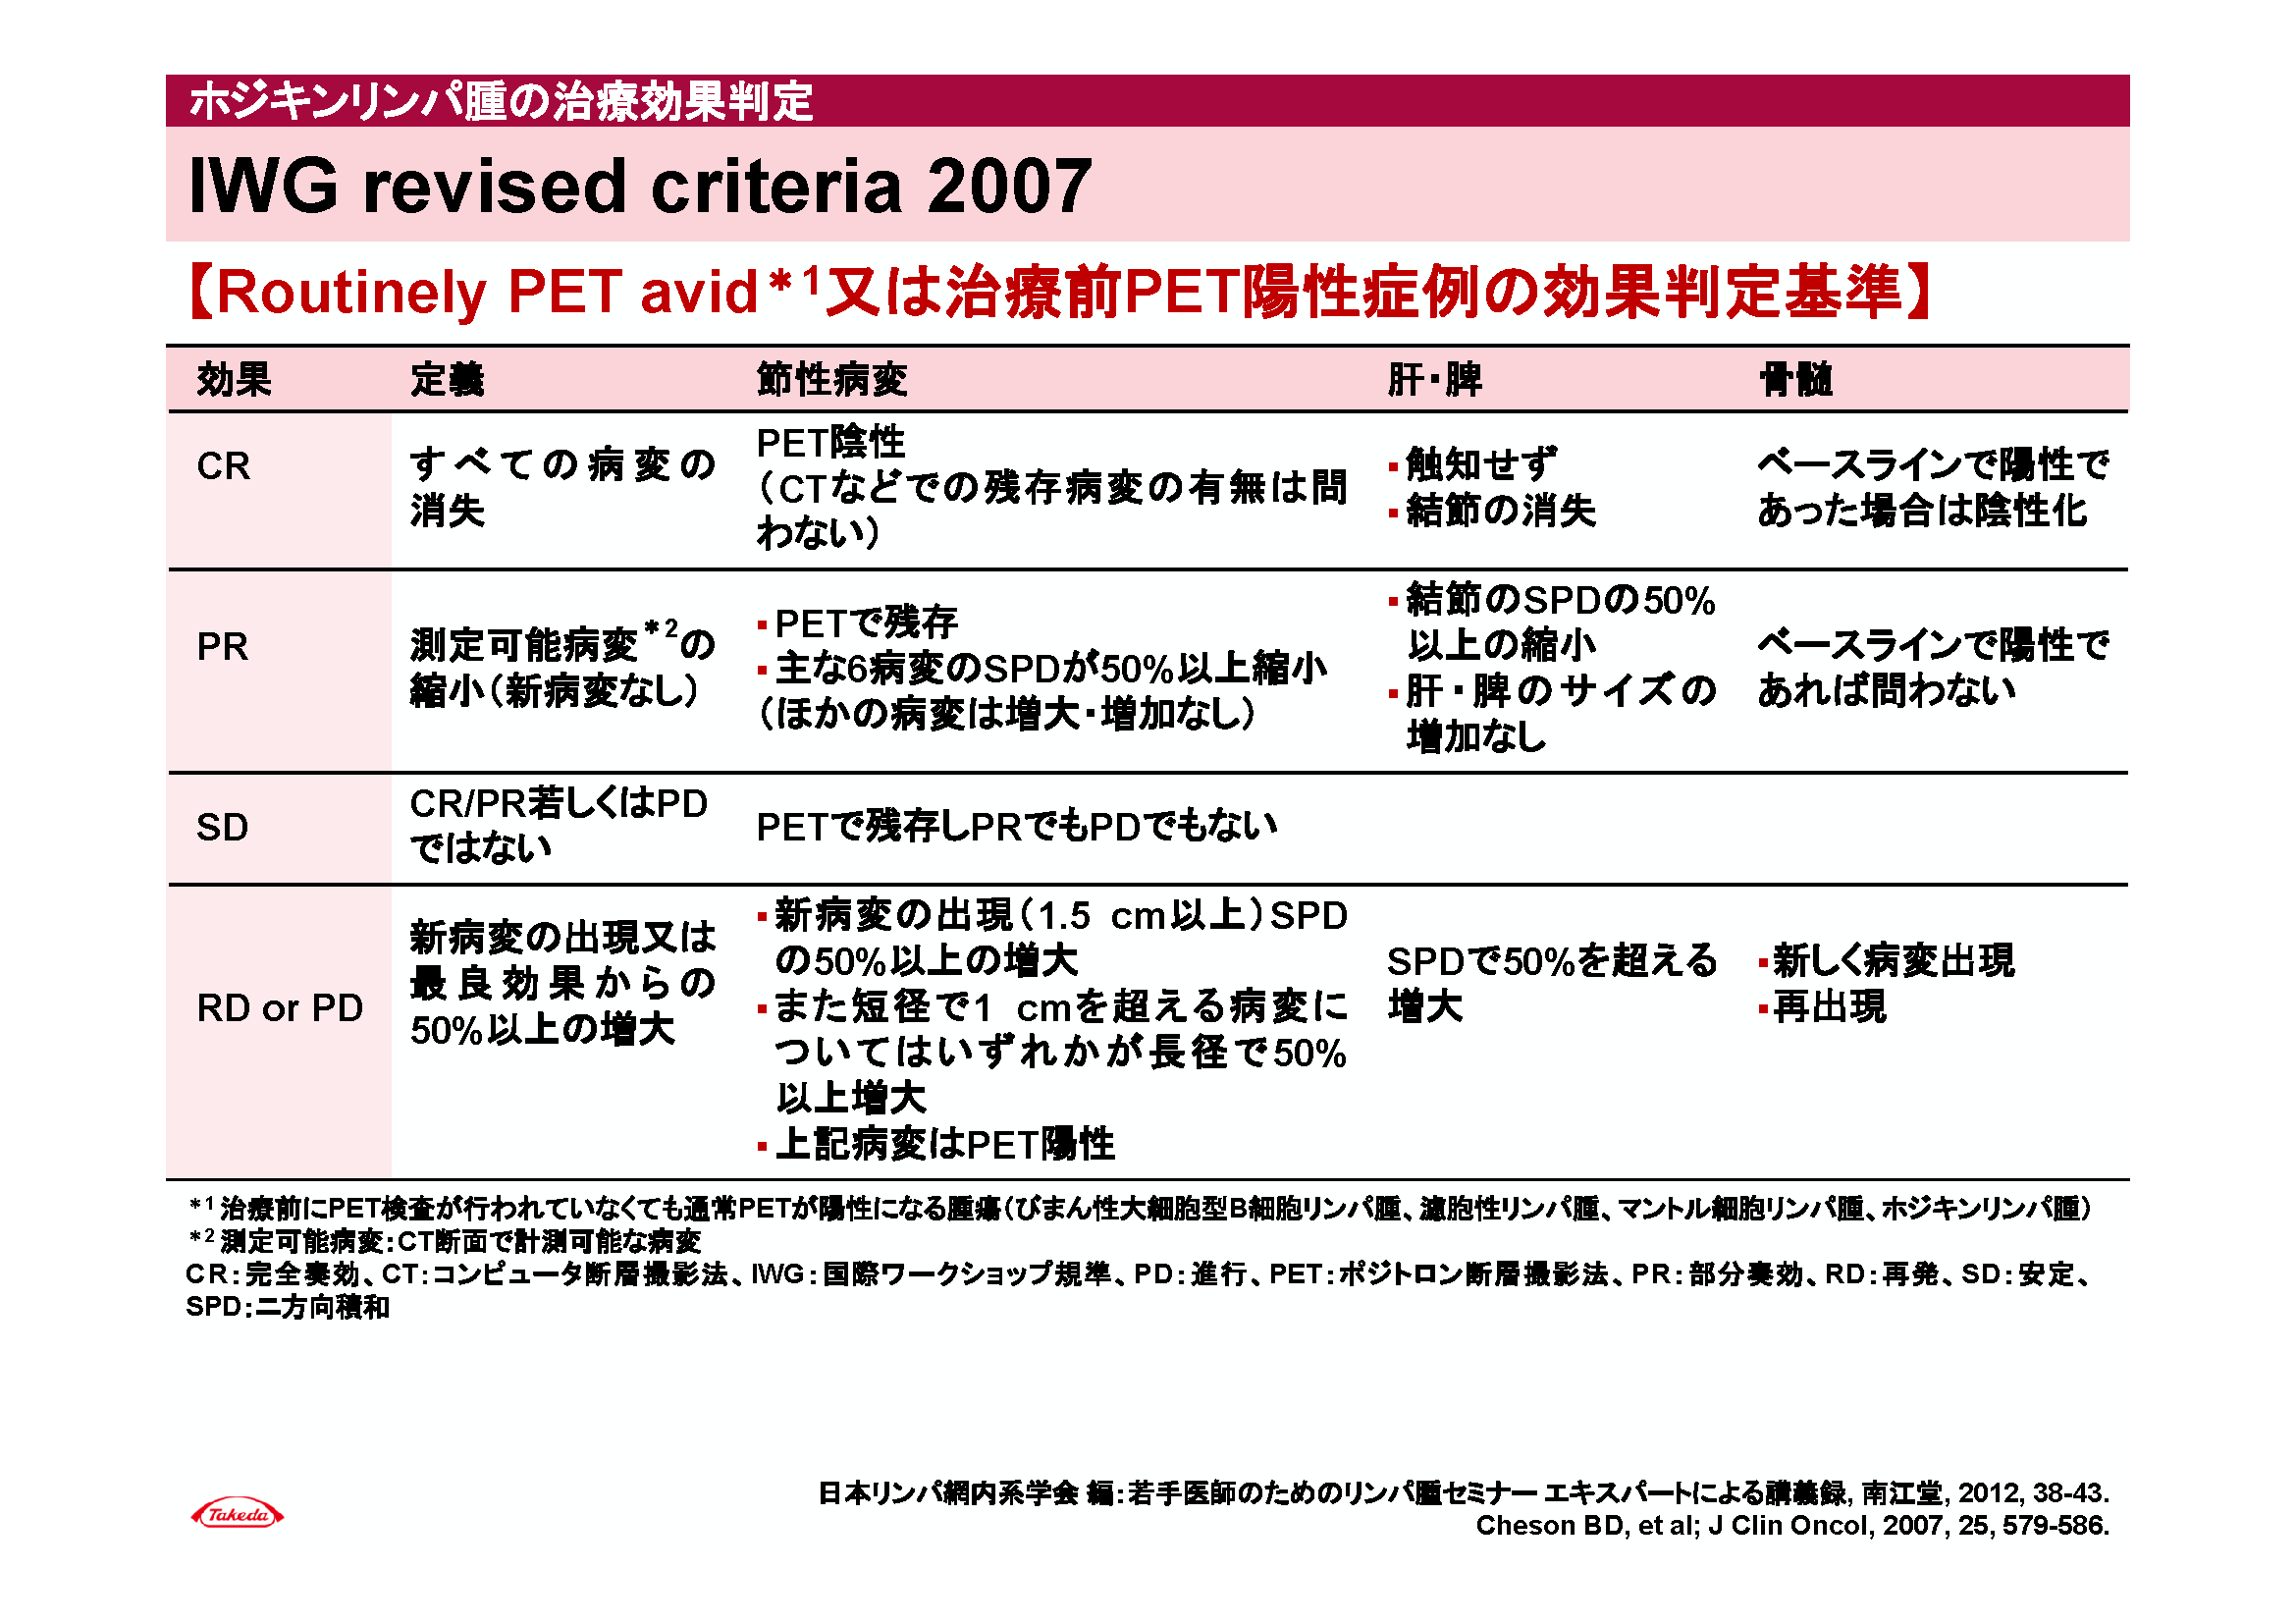 ホジキンリンパ腫の治療効果判定
IWG revised criteria 2007
【Routinely PET avid＊1又は治療前PET陽性症例の効果判定基準】
効果 定義 節性病変 肝・脾 骨髄
CR
すべての病変の
消失
PET陰性
（CTなどでの残存病変の有無は問
わない）
▪触知せず
▪結節の消失
ベースラインで陽性で
あった場合は陰性化
PR
測定可能病変＊2の
縮小（新病変なし）
▪PETで残存
▪主な6病変のSPDが50%以上縮小
（ほかの病変は増大・増加なし）
▪結節のSPDの50%
以上の縮小
▪肝・脾のサイズの
増加なし
ベースラインで陽性で
あれば問わない
SD
CR/PR若しくはPD
ではない
PETで残存しPRでもPDでもない
RD or PD
新病変の出現又は
最良効果からの
50%以上の増大
▪新病変の出現（1.5 cm以上）SPD
の50%以上の増大
▪また短径で1 cmを超える病変に
ついてはいずれかが長径で50%
以上増大
▪上記病変はPET陽性
SPDで50%を超える
増大
▪新しく病変出現
▪再出現
＊1 治療前にPET検査が行われていなくても通常PETが陽性になる腫瘍（びまん性大細胞型B細胞リンパ腫、濾胞性リンパ腫、マントル細胞リンパ腫、ホジキンリンパ腫）
＊2 測定可能病変：CT断面で計測可能な病変
CR：完全奏効、CT：コンピュータ断層撮影法、IWG：国際ワークショップ規準、PD：進行、PET：ポジトロン断層撮影法、PR：部分奏効、RD：再発、SD：安定、
SPD：二方向積和
日本リンパ網内系学会 編：若手医師のためのリンパ腫セミナー エキスパートによる講義録, 南江堂, 2012, 38-43.
Cheson BD, et al; J Clin Oncol, 2007, 25, 579-586.
Takeda